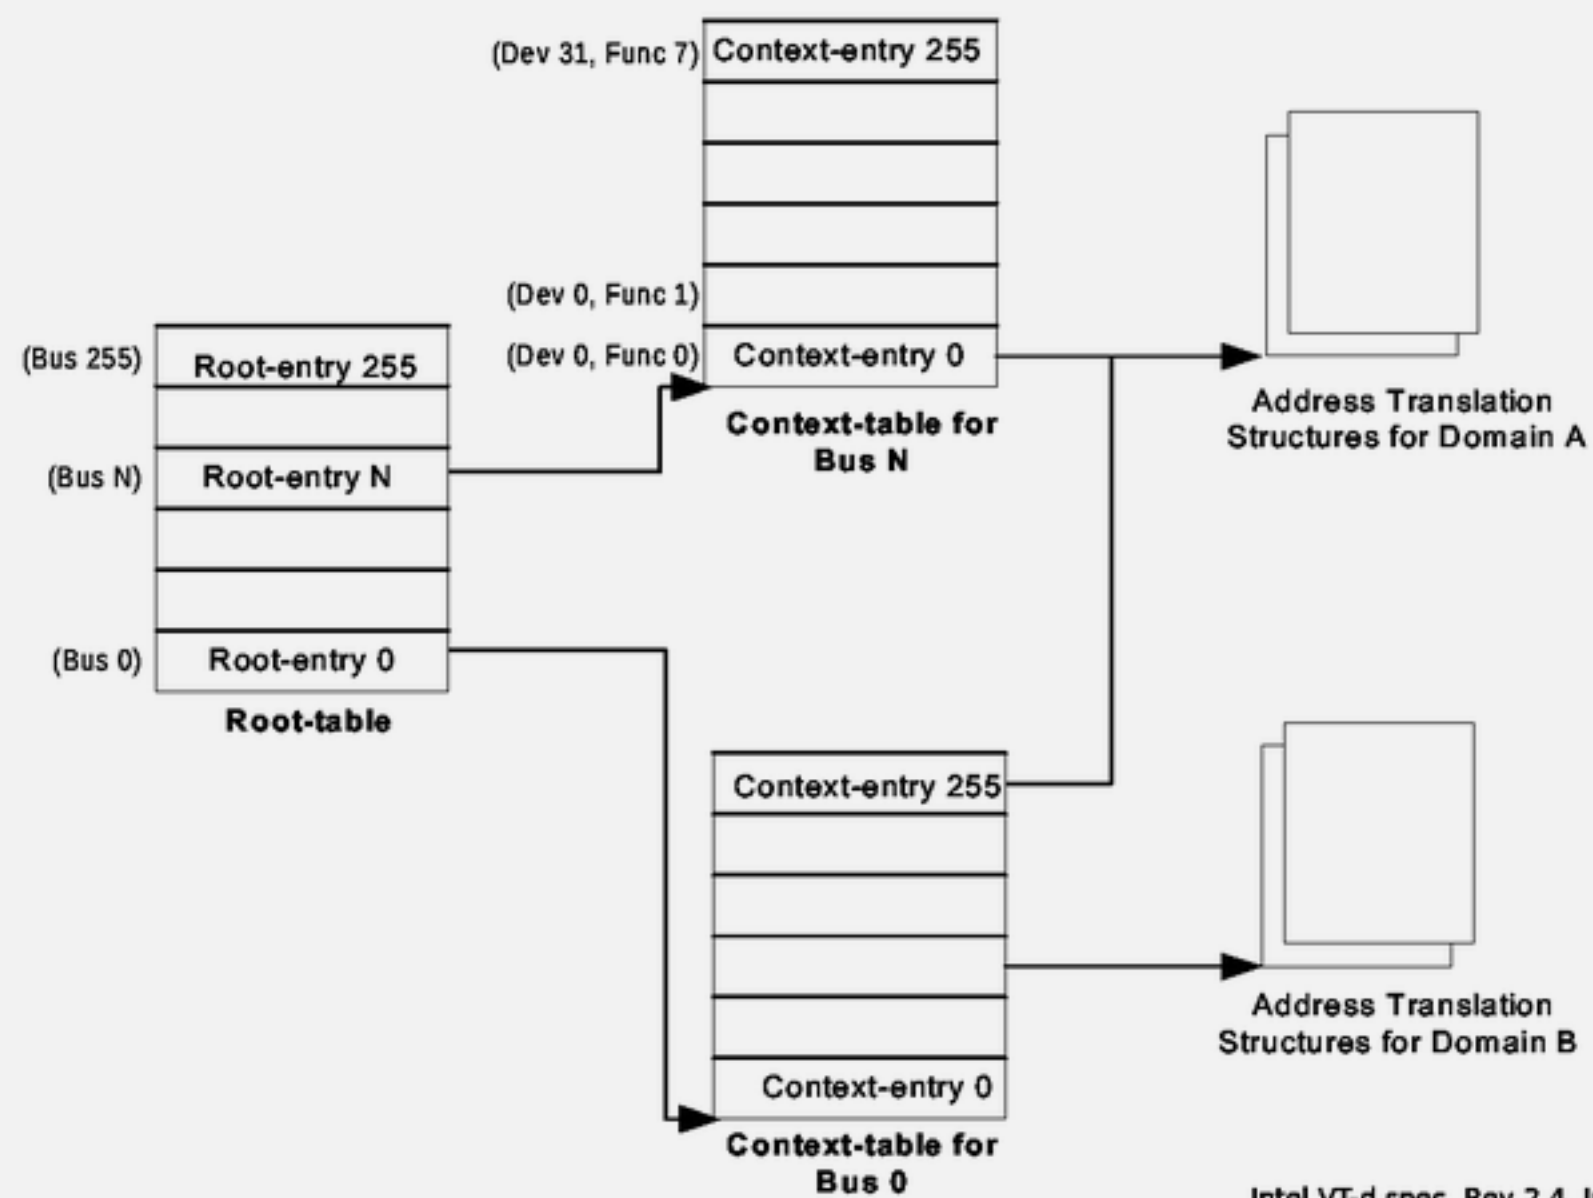 (Dev 31, Func 7)
Context-entry 255
(Dev 0, Func 1)
(Dev 0, Func 0)
Context-entry 0
Context-table for
Bus N
Address Translation
Structures for Domain A
(Bus 255)
Root-entry 255
(Bus N)
Root-entry N
(Bus 0)
Root-entry 0
Root-table
Context-entry 255
Context-entry 0
Context-table for
Bus 0
Address Translation
Structures for Domain B
Intel VT-d spec, Rev 2.4,